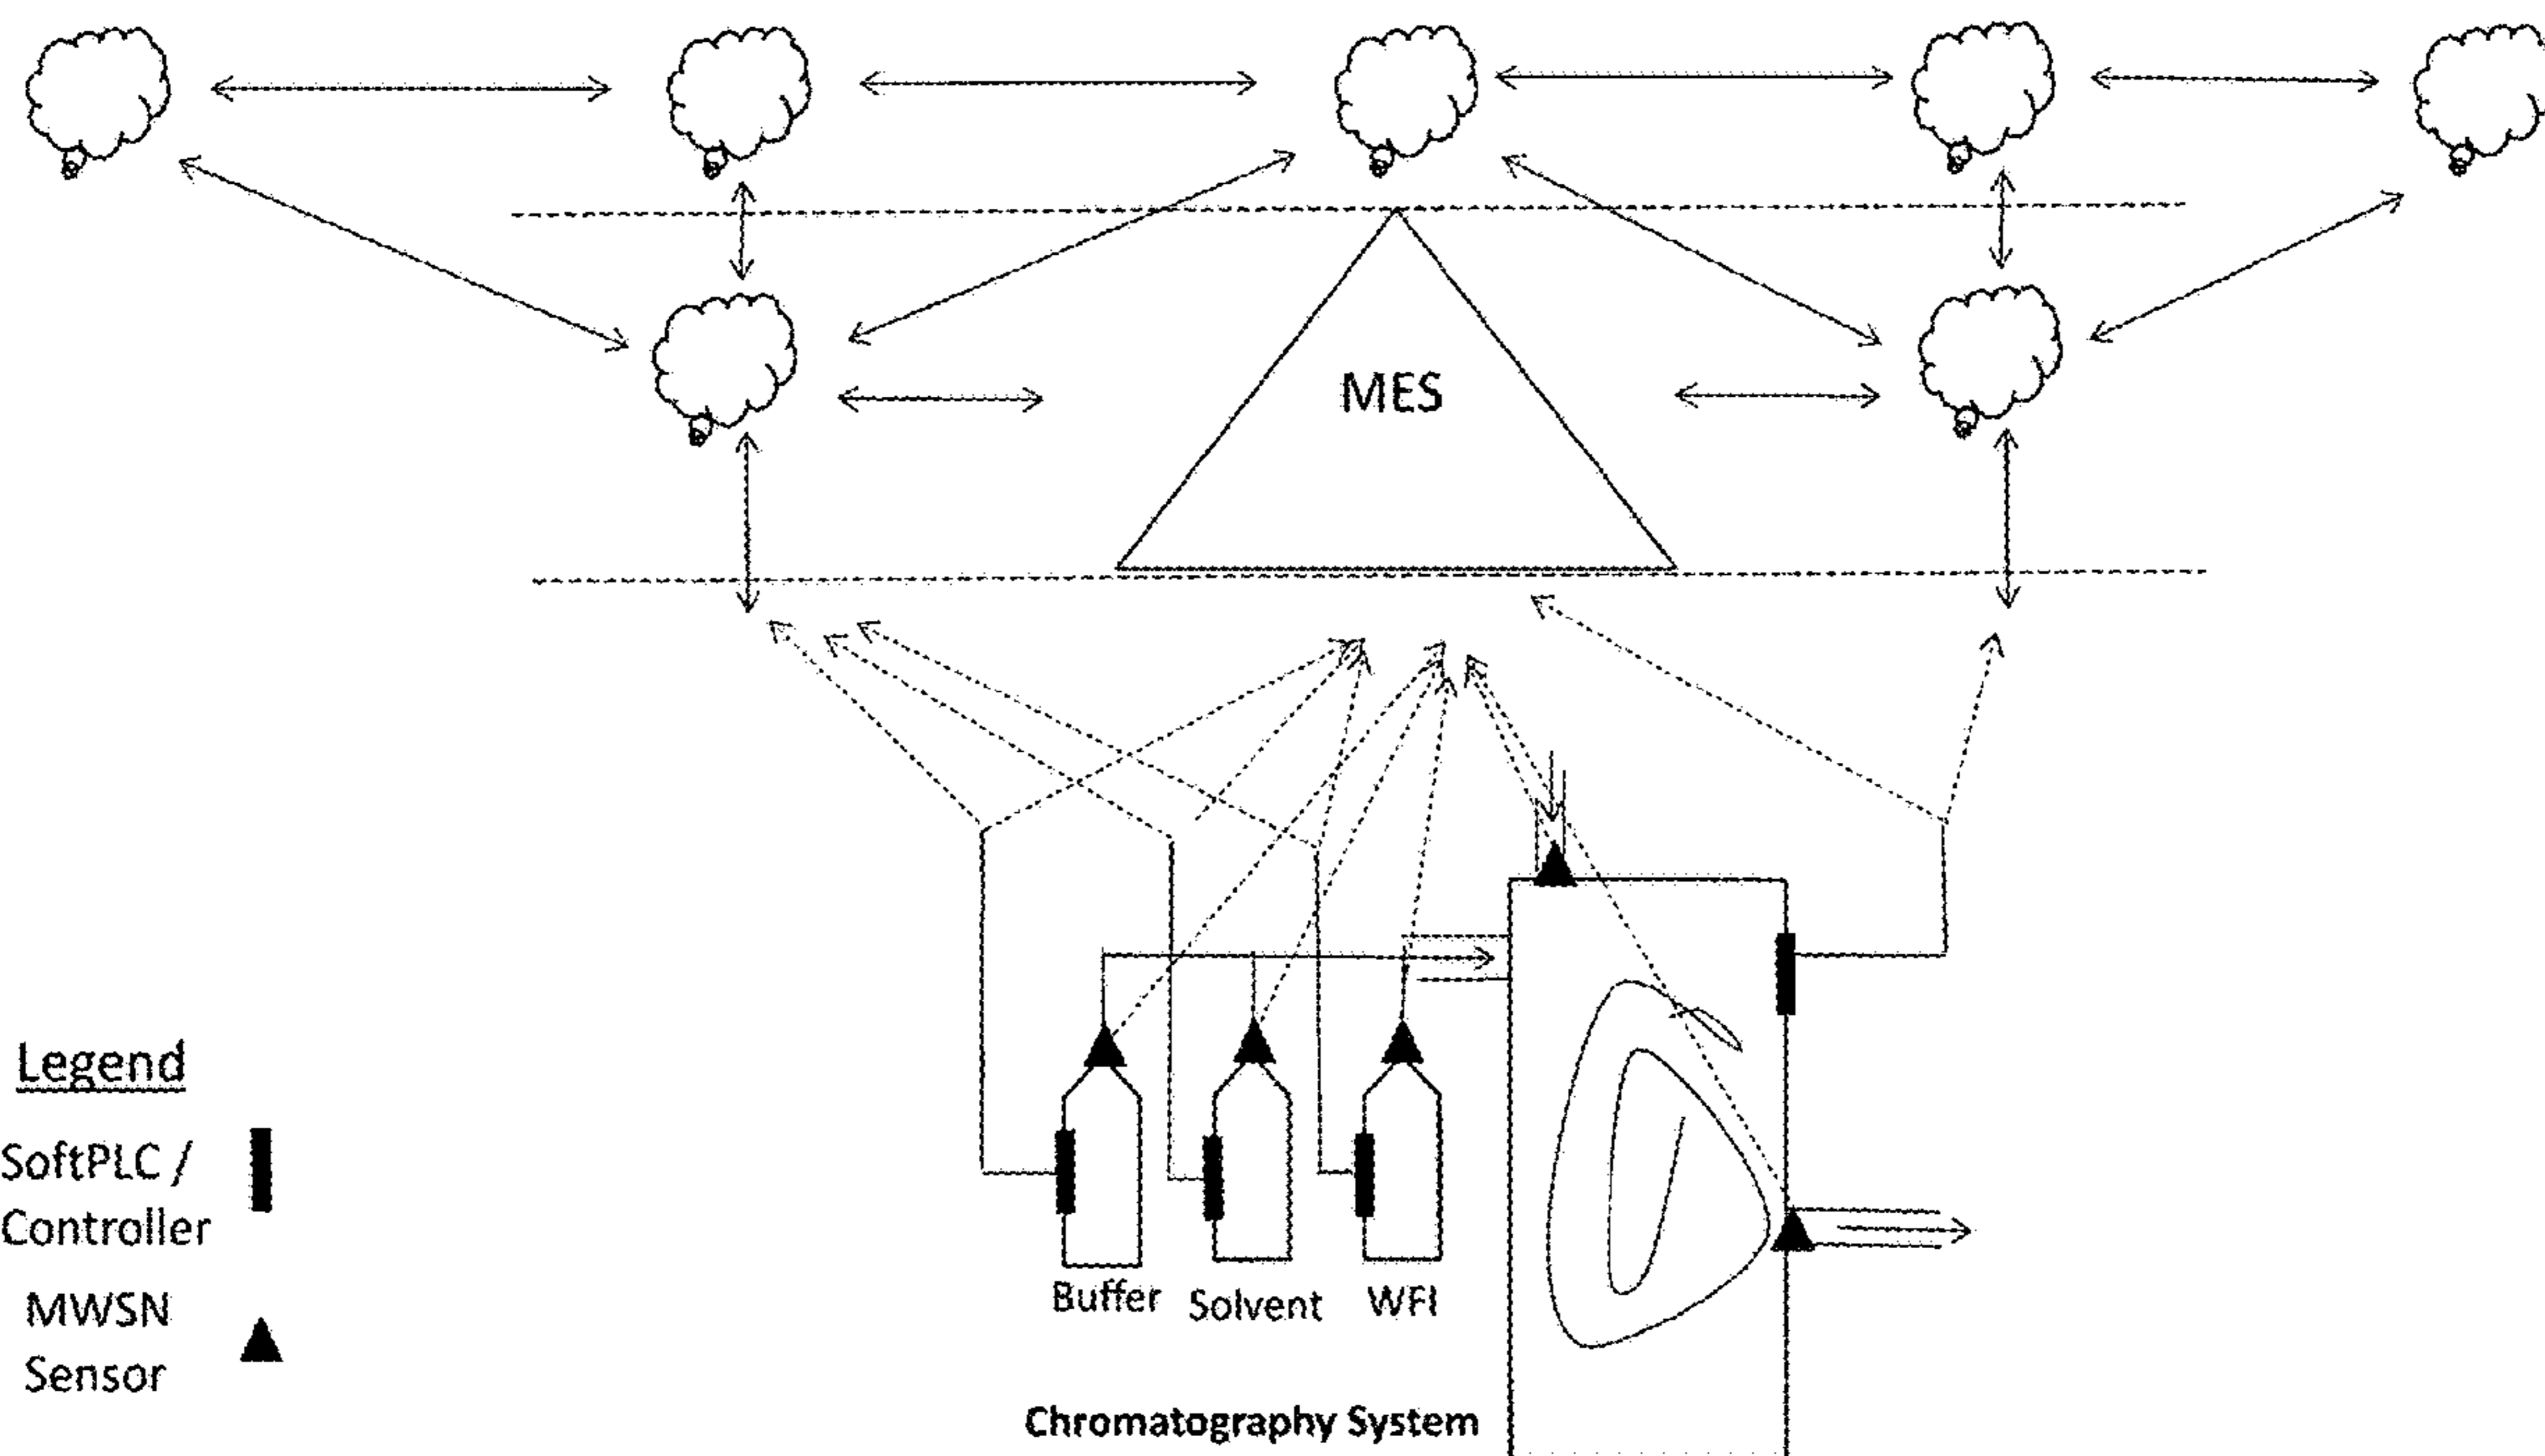 MES
Legend
SoftPLC /
Controller
MWSN
Sensor
Buffer Solvent WFI
Chromatography System